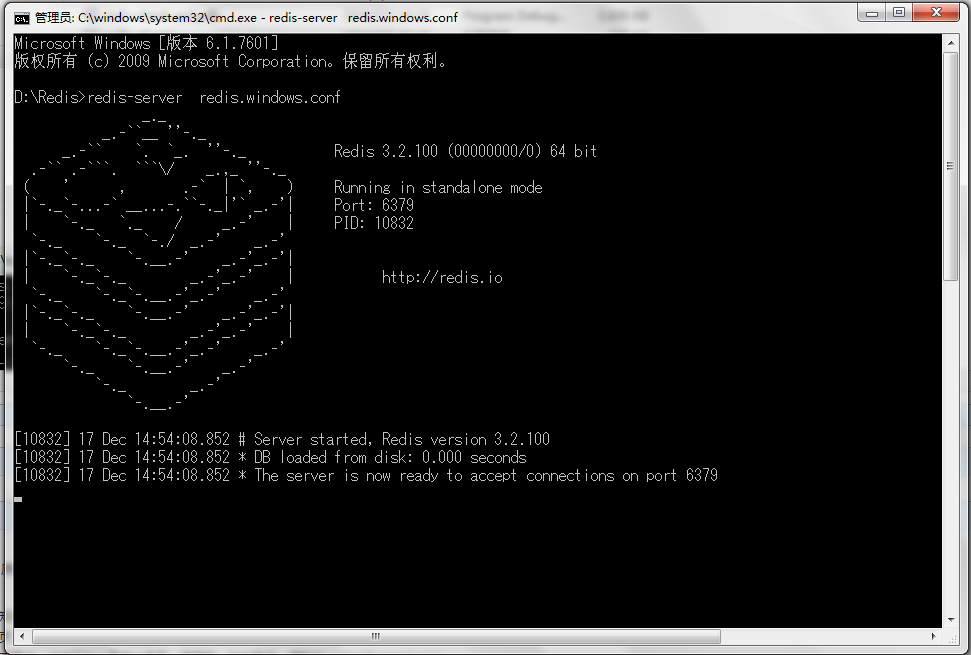 管理员: C:\windows\system32\cmd.exe - redis-server  redis.windows.conf
Microsoft Windows [版本 6.1.7601]
版权所有 (c) 2009 Microsoft Corporation。保留所有权利。
D:\Redis>redis-server  redis.windows.conf
Redis 3.2.100 (00000000/0) 64 bit
Running in standalone mode
Port: 6379
PID: 10832
http://redis.io
[10832] 17 Dec 14:54:08.852 # Server started, Redis version 3.2.100
[10832] 17 Dec 14:54:08.852 * DB loaded from disk: 0.000 seconds
[10832] 17 Dec 14:54:08.852 * The server is now ready to accept connections on port 6379